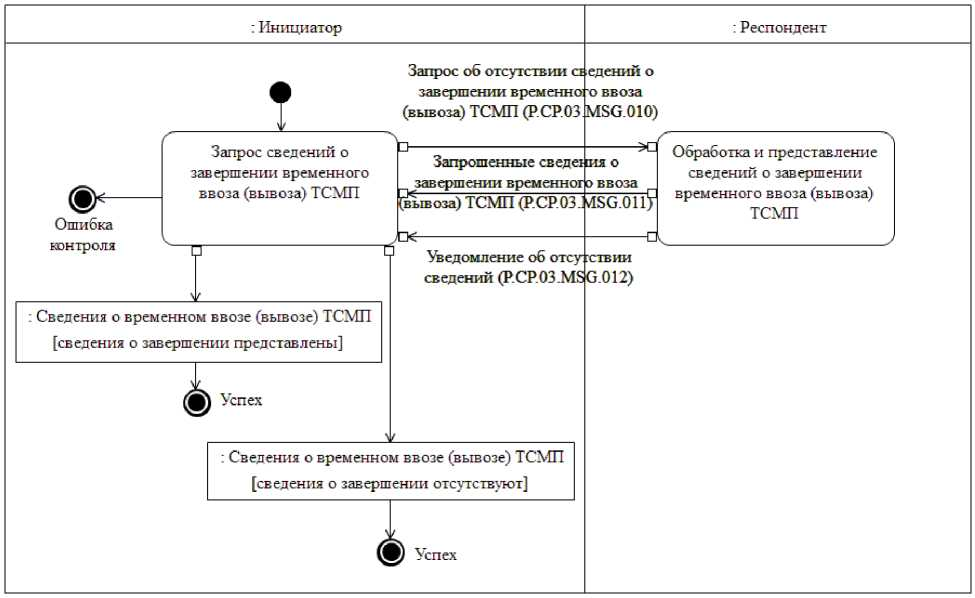 : Инициатор
: Респондент
Запрос об отсутствии сведений о
завершении временного ввоза
(вывоза) ТСМП (P.CP.03.MSG.010)
Запрос сведений о
завершении временного
ввоза (вывоза) ТСМП
Запрошенные сведения о
завершении временного ввоза
(вывоза) ТСМП (P.CP.03.MSG.011)
Обработка и представление
сведений о завершении
временного ввоза (вывоза)
ТСМП
Ошибка
контроля
Уведомление об отсутствии
сведений (P.CP.03.MSG.012)
: Сведения о временном ввозе (вывозе) ТСМП
[сведения о завершении представлены]
Успех
: Сведения о временном ввозе (вывозе) ТСМП
[сведения о завершении отсутствуют]
Успех